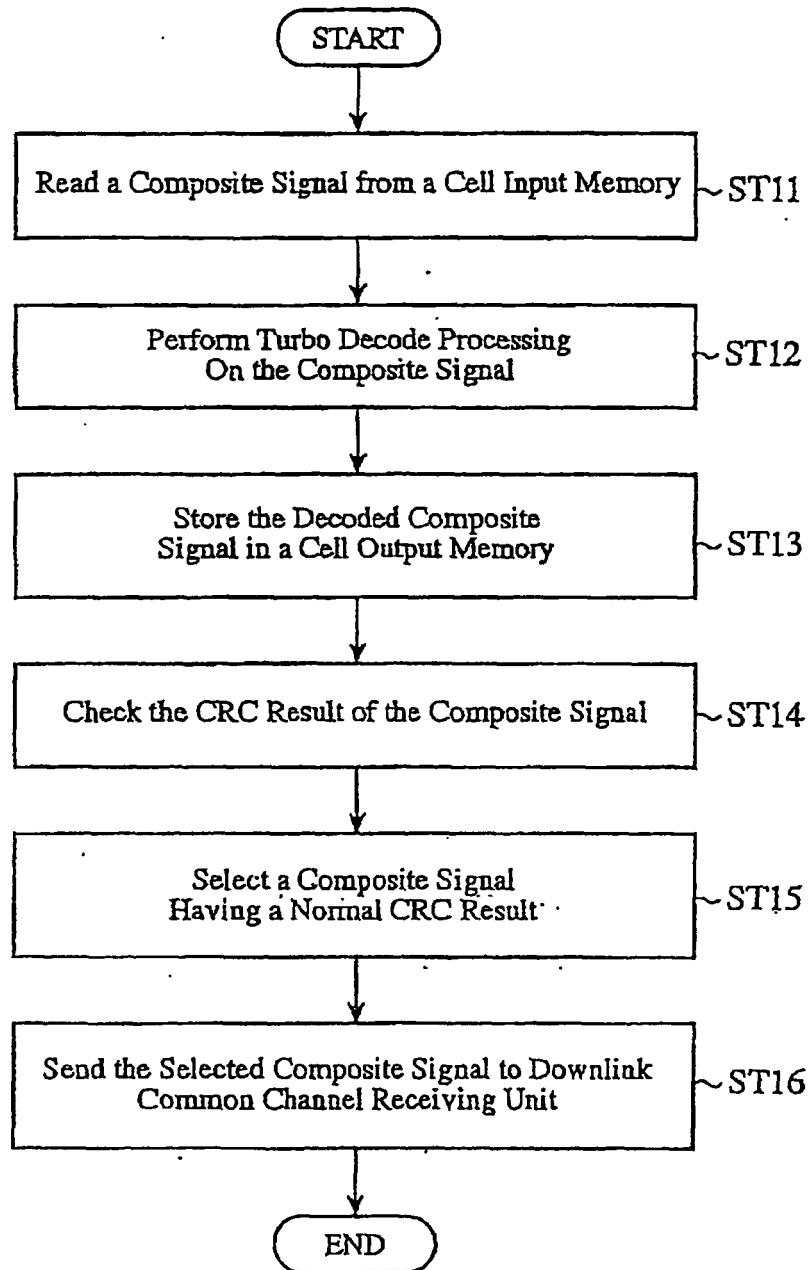 START
Read a Composite Signal from a Cell Input Memory
~ST11
Perform Turbo Decode Processing
On the Composite Signal
~ST12
Store the Decoded Composite
Signal in a Cell Output Memory
~ST13
Check the CRC Result of the Composite Signal
~ST14
Select a Composite Signal
Having a Normal CRC Result
~ST15
Send the Selected Composite Signal to Downlink
Common Channel Receiving Unit
~ST16
END